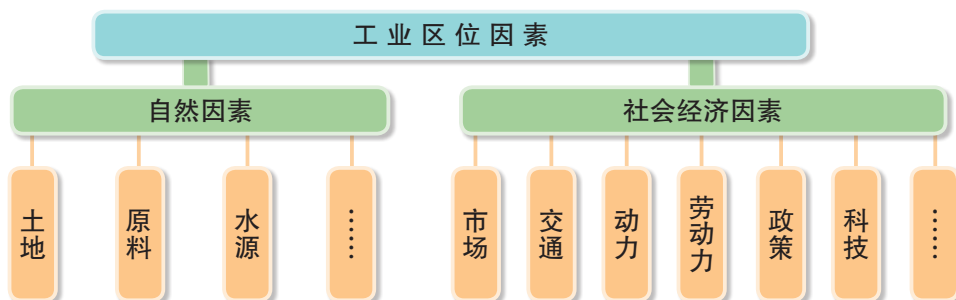 工业区位因素
自然因素
社会经济因素
土地
原料
水源
……
市场
交通
动力
劳动力
政策
科技
……